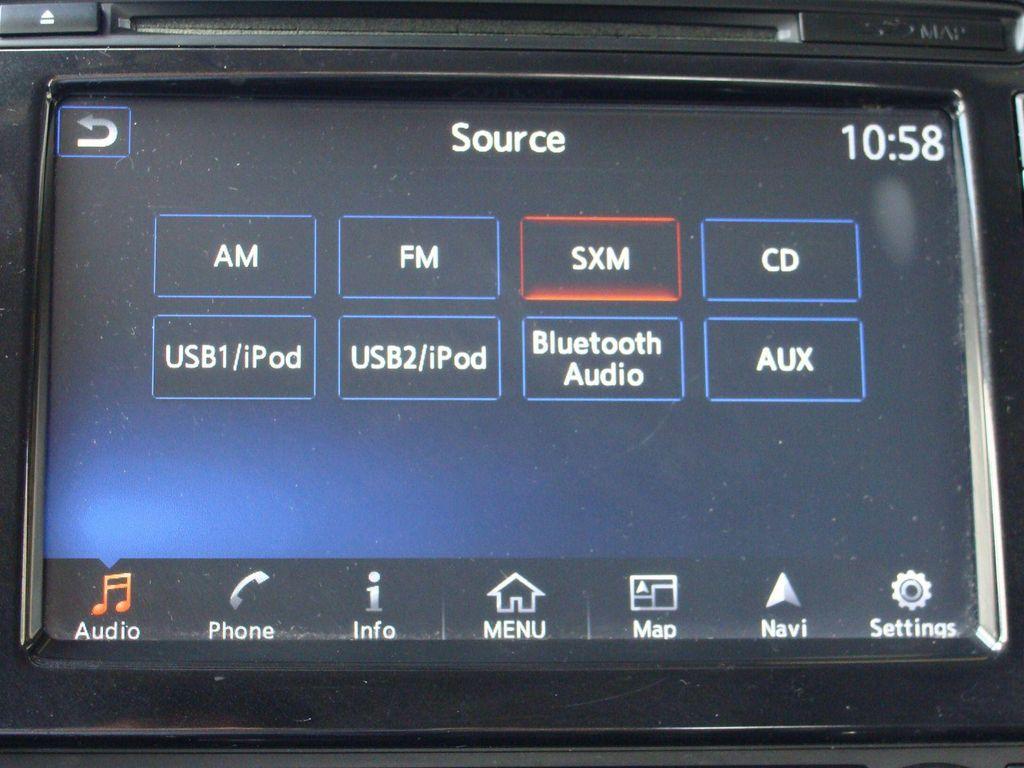 MAP
Source
10:58
AM
FM
SXM
CD
USB1/iPod
USB2/iPod
Bluetooth
Audio
AUX
Audio
Phone
Info
MENU
Map
Navi
Settings